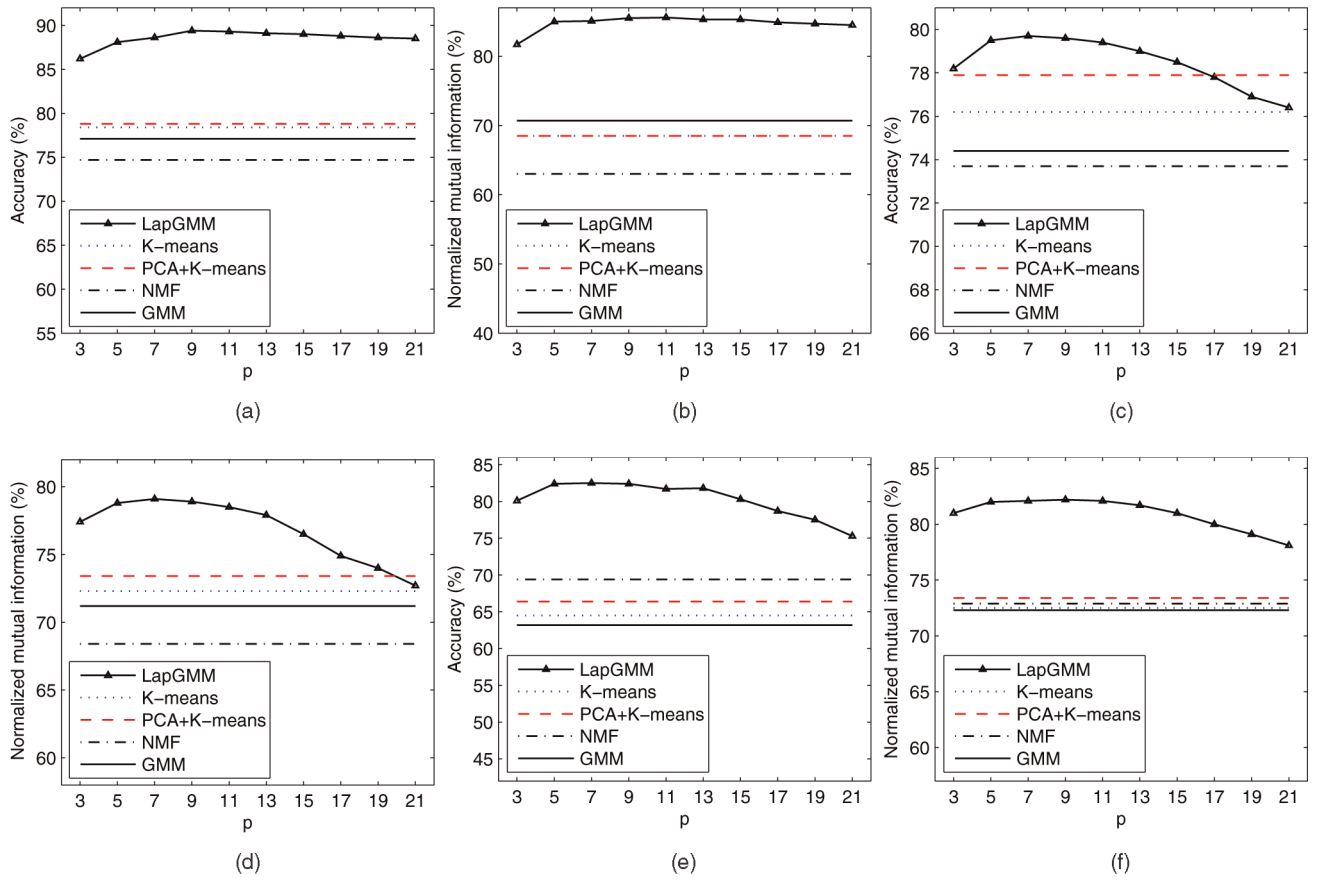 Accuracy (%)
90
85
80
75
70
65
60
55
LapGMM
K−means
PCA+K−means
NMF
GMM
3 5 7 9 11 13 15 17 19 21
p
(a)
Normalized mutual information (%)
80
70
60
50
40
LapGMM
K−means
PCA+K−means
NMF
GMM
3 5 7 9 11 13 15 17 19 21
p
(b)
Accuracy (%)
80
78
76
74
72
70
68
66
LapGMM
K−means
PCA+K−means
NMF
GMM
3 5 7 9 11 13 15 17 19 21
p
(c)
Normalized mutual information (%)
80
75
70
65
60
LapGMM
K−means
PCA+K−means
NMF
GMM
3 5 7 9 11 13 15 17 19 21
p
(d)
Accuracy (%)
85
80
75
70
65
60
55
50
45
LapGMM
K−means
PCA+K−means
NMF
GMM
3 5 7 9 11 13 15 17 19 21
p
(e)
Normalized mutual information (%)
85
80
75
70
65
60
LapGMM
K−means
PCA+K−means
NMF
GMM
3 5 7 9 11 13 15 17 19 21
p
(f)